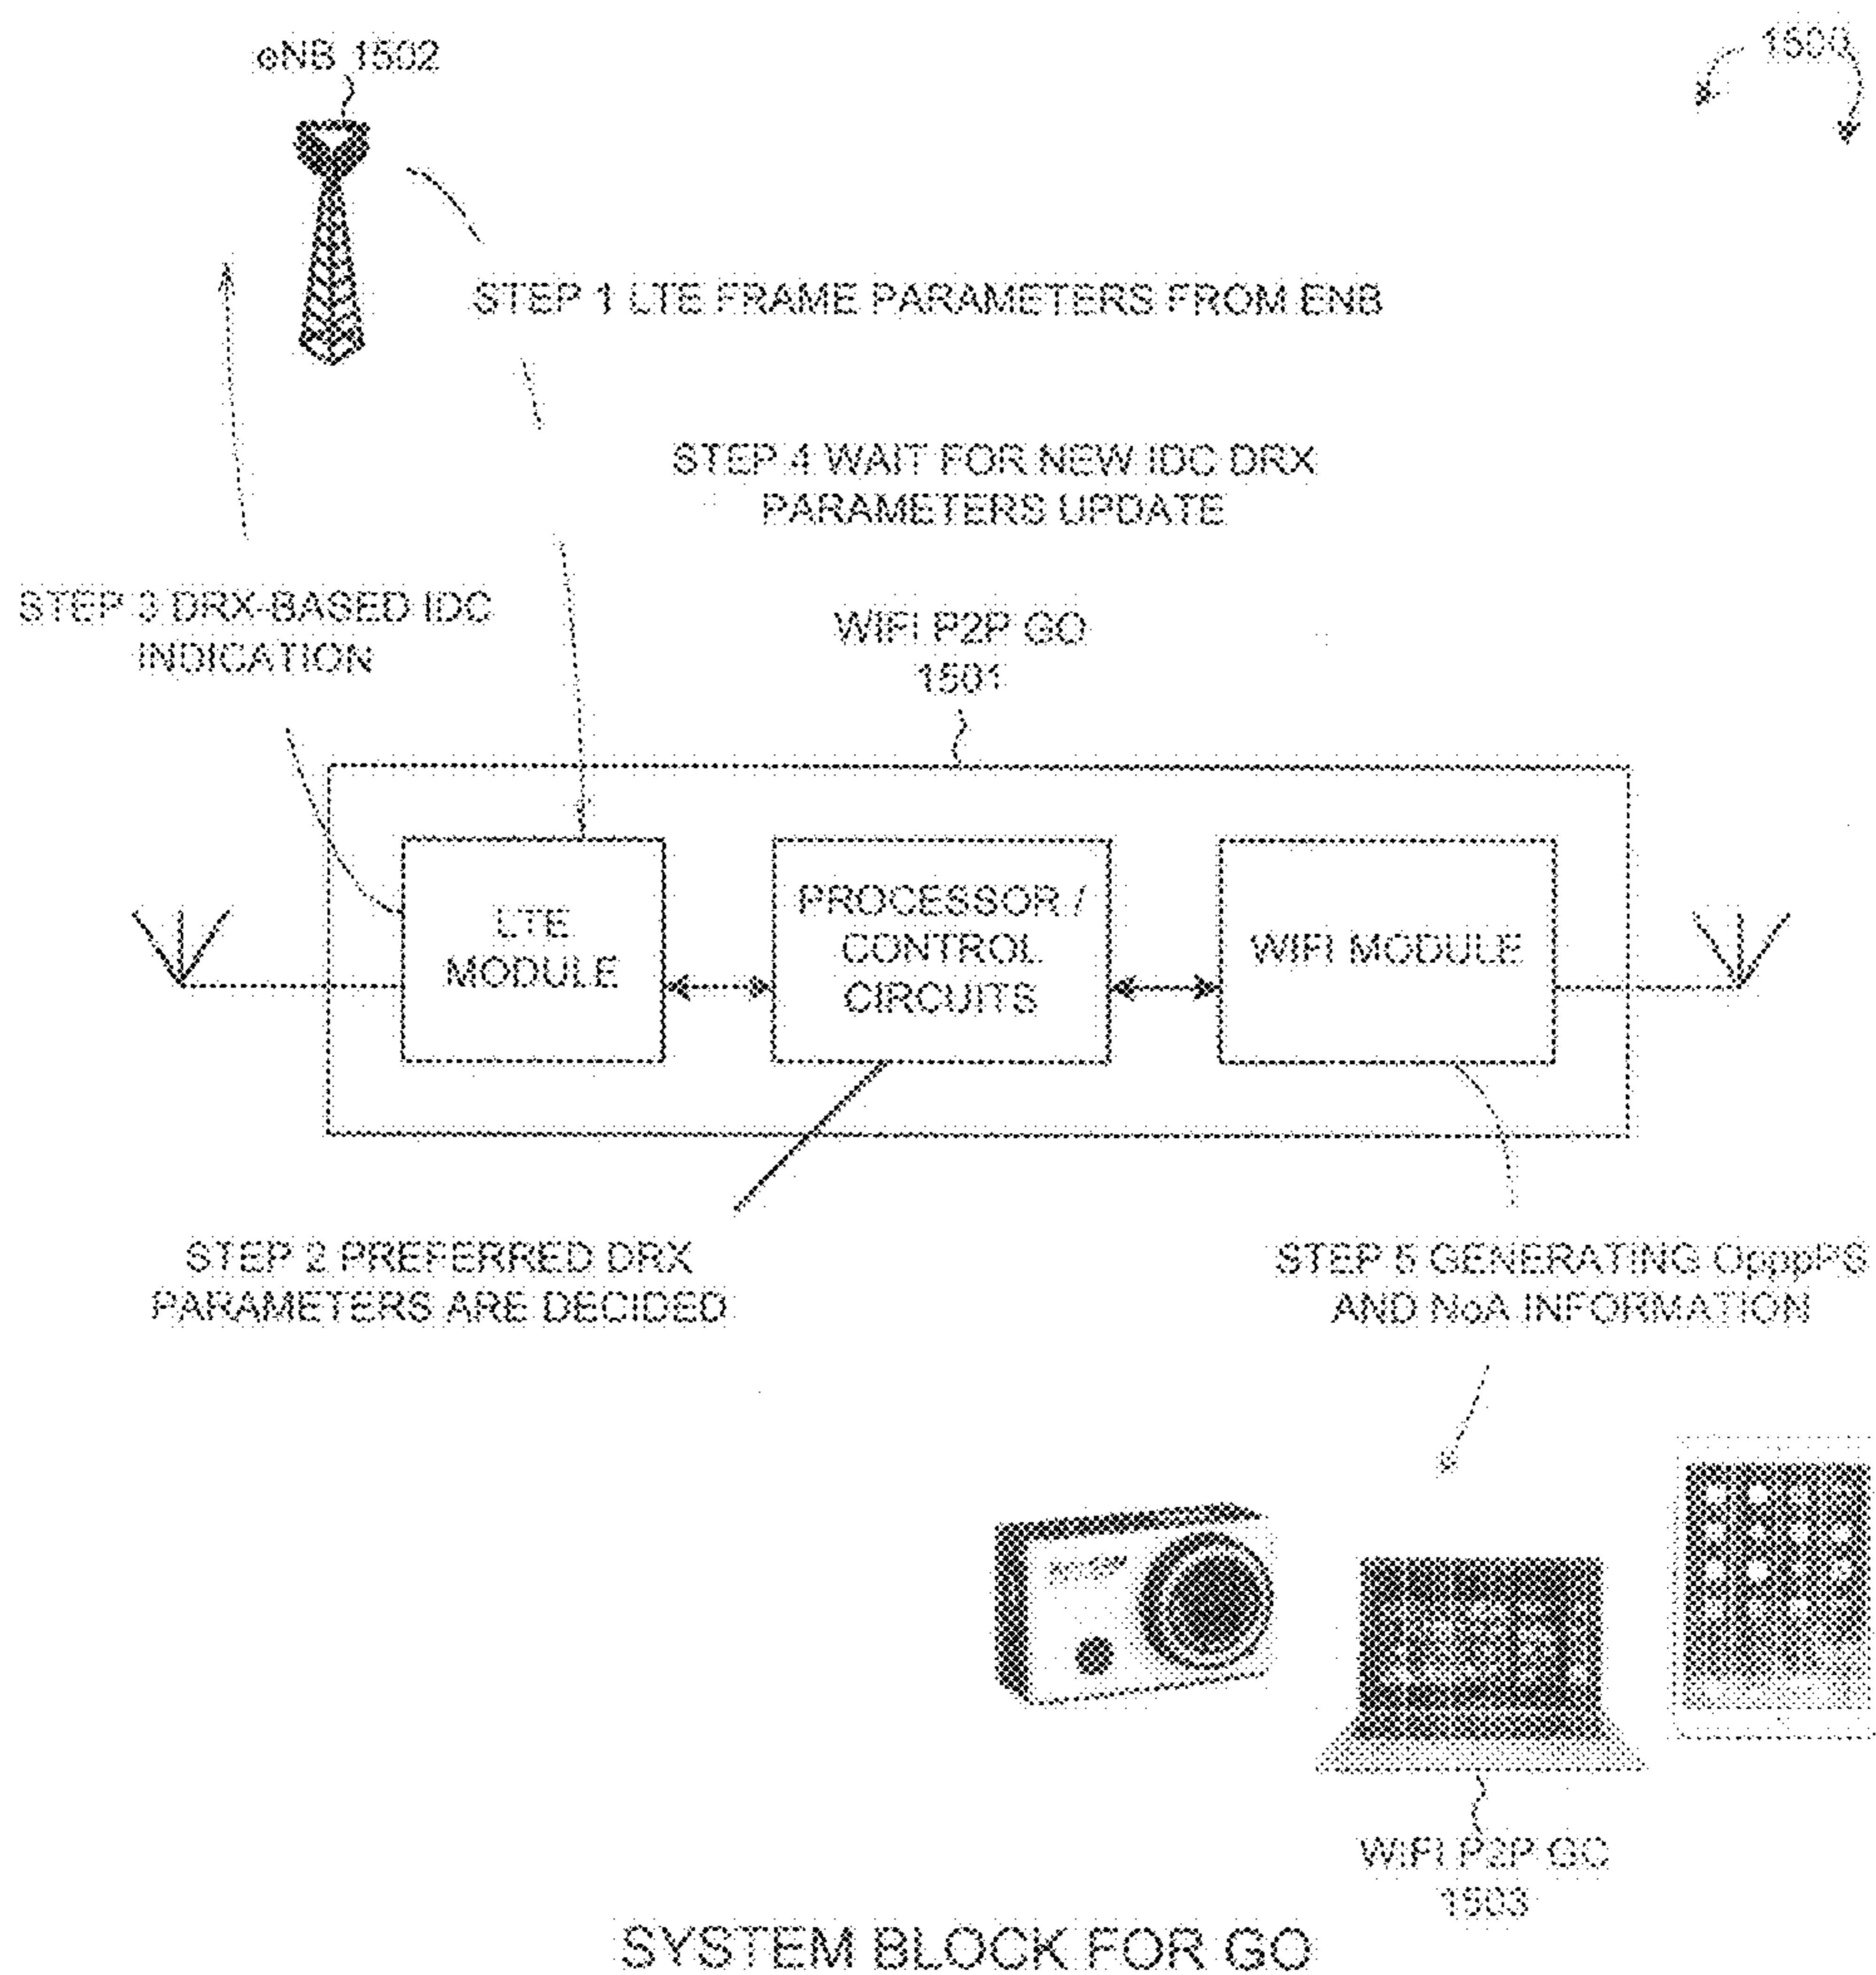 eNB 1502
1500
STEP 1 LTE FRAME PARAMETERS FROM ENB
STEP 4 WAIT FOR NEW IDC DRX
PARAMETERS UPDATE
STEP 3 DRX-BASED IDC
INDICATION
WIFI P2P GO
1501
LTE
MODULE
PROCESSOR /
CONTROL
CIRCUITS
WIFI MODULE
STEP 2 PREFERRED DRX
PARAMETERS ARE DECIDED
STEP 5 GENERATING OpppPS
AND NoA INFORMATION
WIFI P2P GC
1503
SYSTEM BLOCK FOR GO